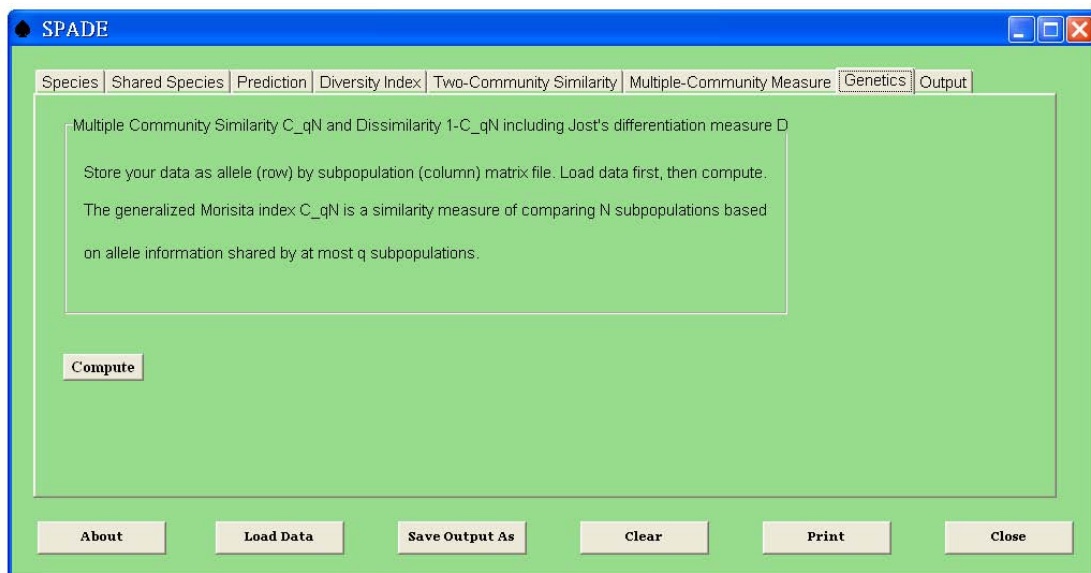 SPADE
Species Shared Species Prediction Diversity Index Two-Community Similarity Multiple-Community Measure Genetics Output
Multiple Community Similarity C_qN and Dissimilarity 1-C_qN including Jost's differentiation measure D
Store your data as allele (row) by subpopulation (column) matrix file. Load data first, then compute.
The generalized Morisita index C_qN is a similarity measure of comparing N subpopulations based
on allele information shared by at most q subpopulations.
Compute
About Load Data Save Output As Clear Print Close